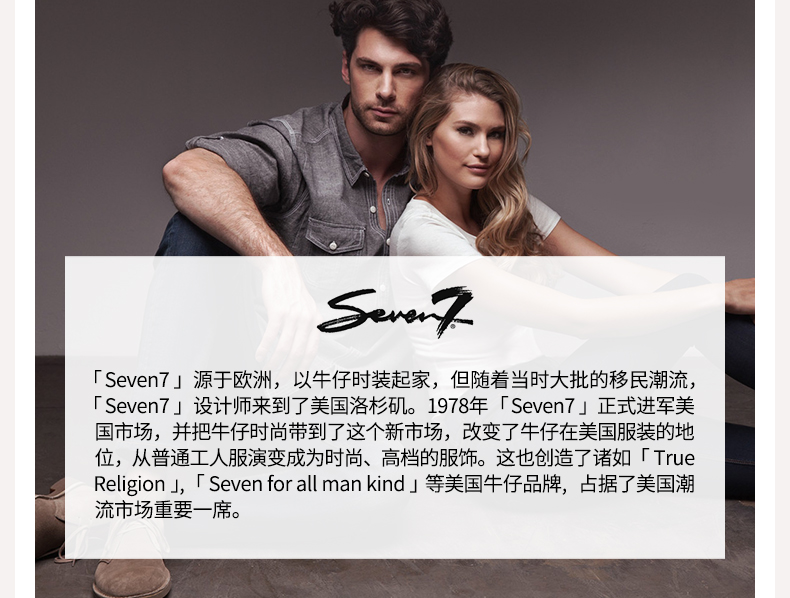 Seven7®
「Seven7」源于欧洲，以牛仔时装起家，但随着当时大批的移民潮流，
「Seven7」设计师来到了美国洛杉矶。1978年「Seven7」正式进军美
国市场，并把牛仔时尚带到了这个新市场，改变了牛仔在美国服装的地
位，从普通工人服演变成为时尚、高档的服饰。这也创造了诸如「True
Religion」,「Seven for all man kind」等美国牛仔品牌，占据了美国潮
流市场重要一席。